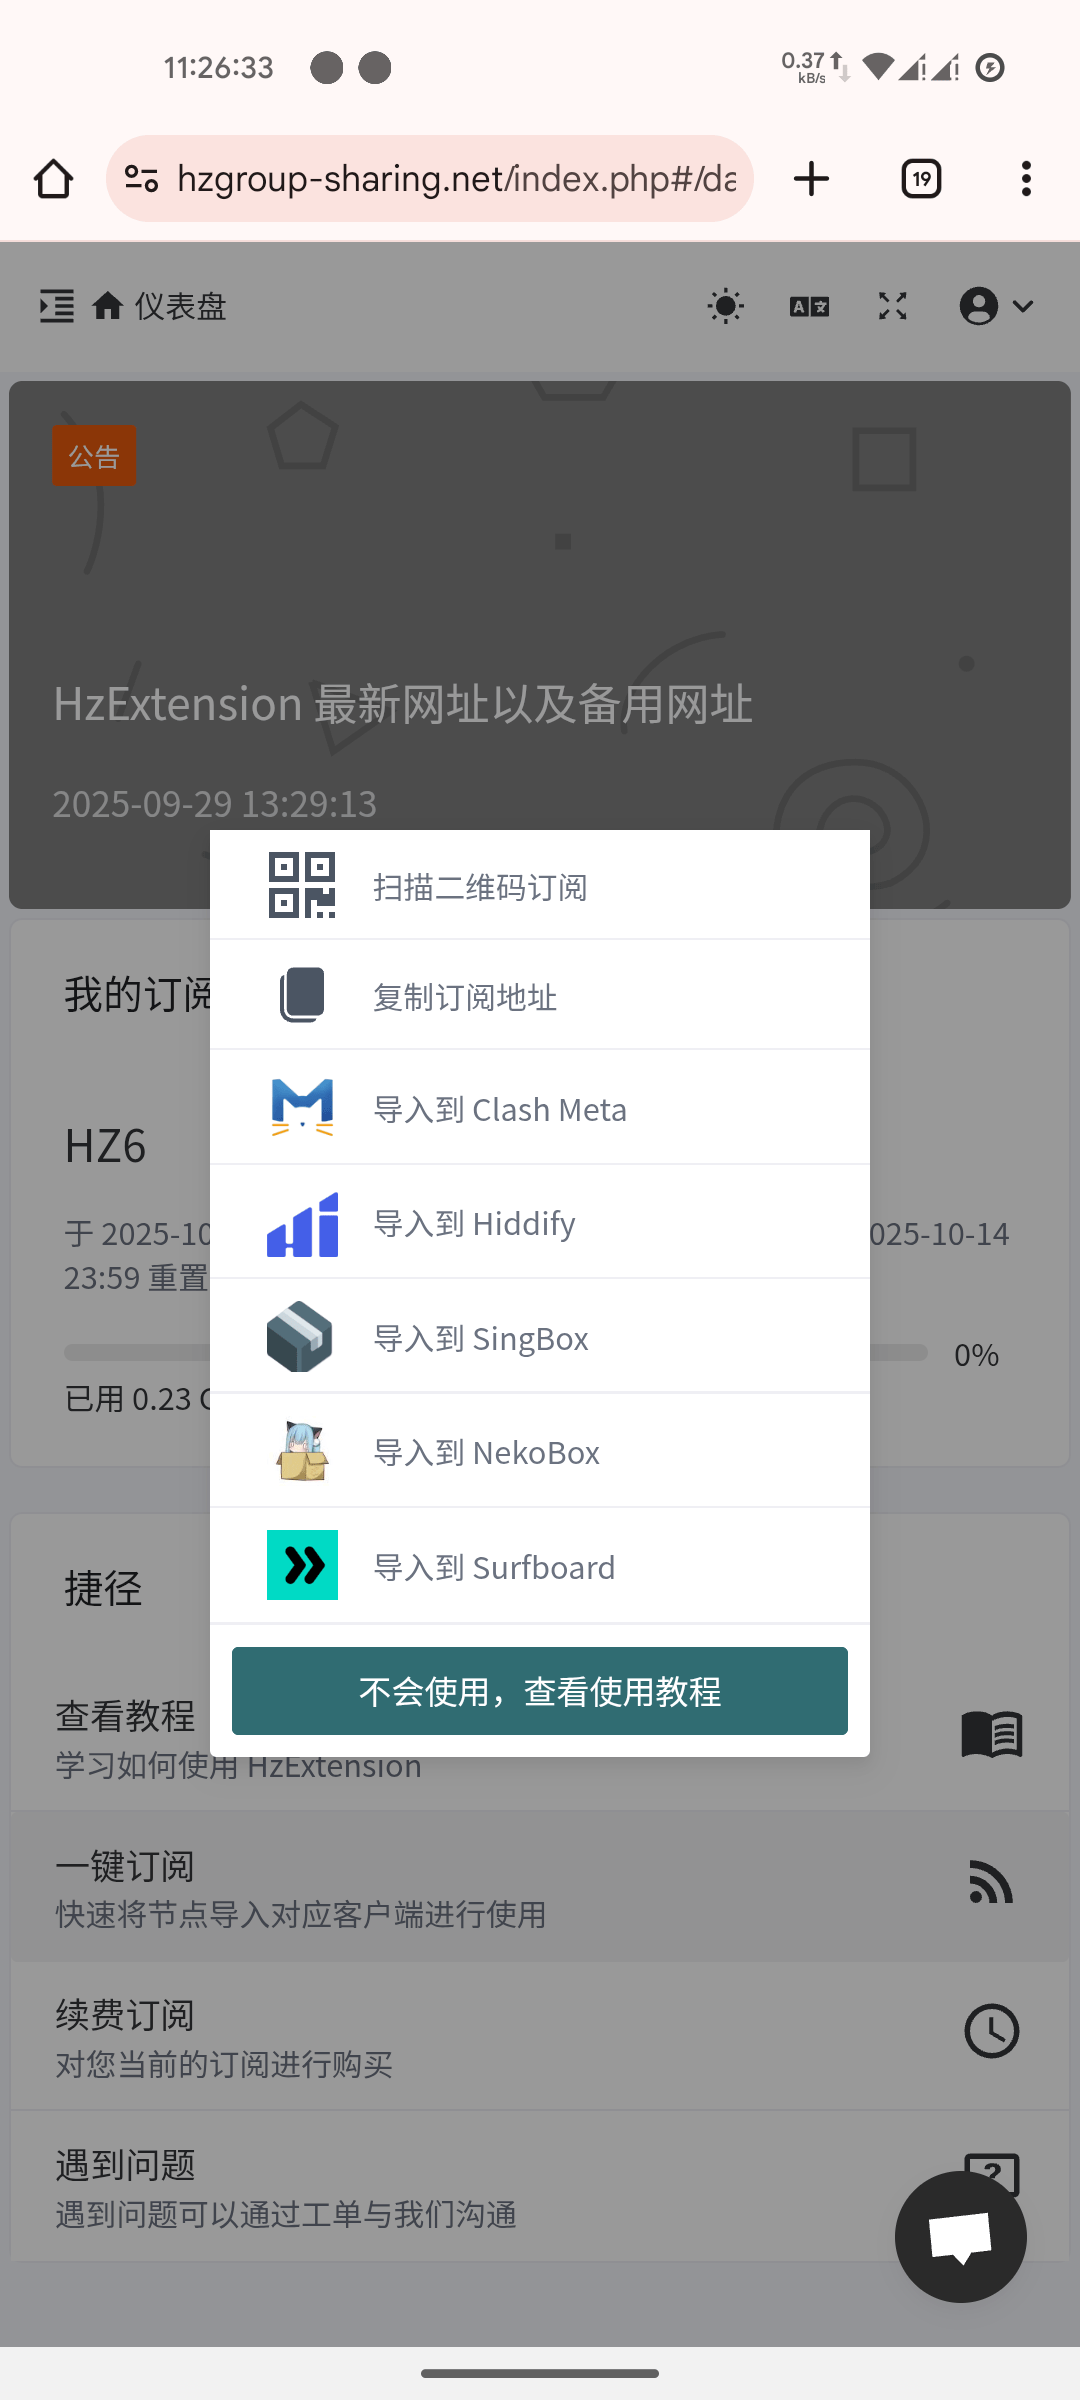 11:26:33
0.37
kB/s
hzgroup-sharing.net/index.php#/da
19
仪表盘
公告
HzExtension 最新网址以及备用网址
2025-09-29 13:29:13
扫描二维码订阅
复制订阅地址
导入到 Clash Meta
导入到 Hiddify
导入到 SingBox
导入到 NekoBox
导入到 Surfboard
不会使用，查看使用教程
我的订阅
HZ6
于 2025-10
025-10-14
23:59 重置
0%
已用 0.23
捷径
查看教程
学习如何使用 HzExtension
一键订阅
快速将节点导入对应客户端进行使用
续费订阅
对您当前的订阅进行购买
遇到问题
遇到问题可以通过工单与我们沟通